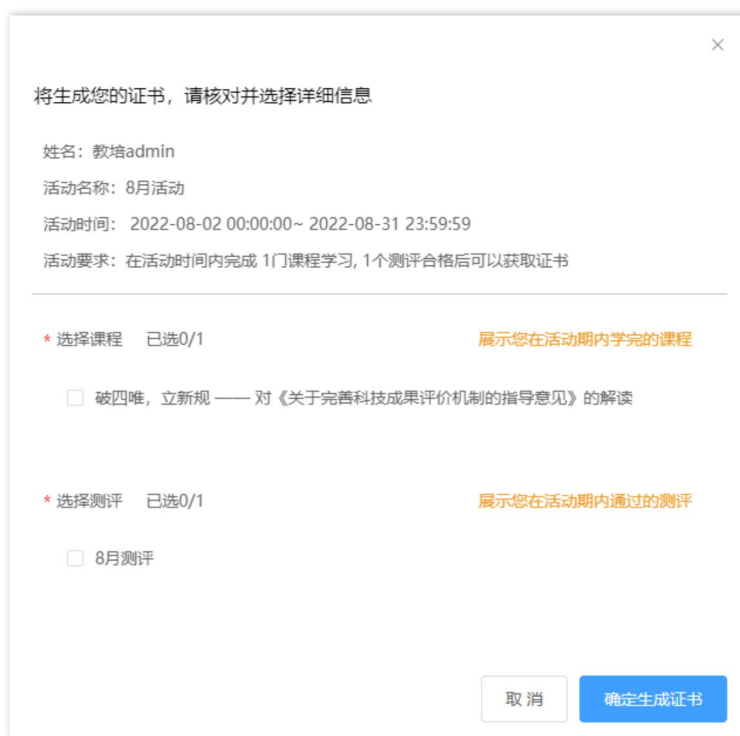 将生成您的证书，请核对并选择详细信息
姓名：教培admin
活动名称：8月活动
活动时间： 2022-08-02 00:00:00~ 2022-08-31 23:59:59
活动要求：在活动时间内完成 1门课程学习, 1个测评合格后可以获取证书
* 选择课程 已选0/1 展示您在活动期内学完的课程
破四唯，立新规 —— 对《关于完善科技成果评价机制的指导意见》的解读
* 选择测评 已选0/1 展示您在活动期内通过的测评
8月测评
取 消 确定生成证书